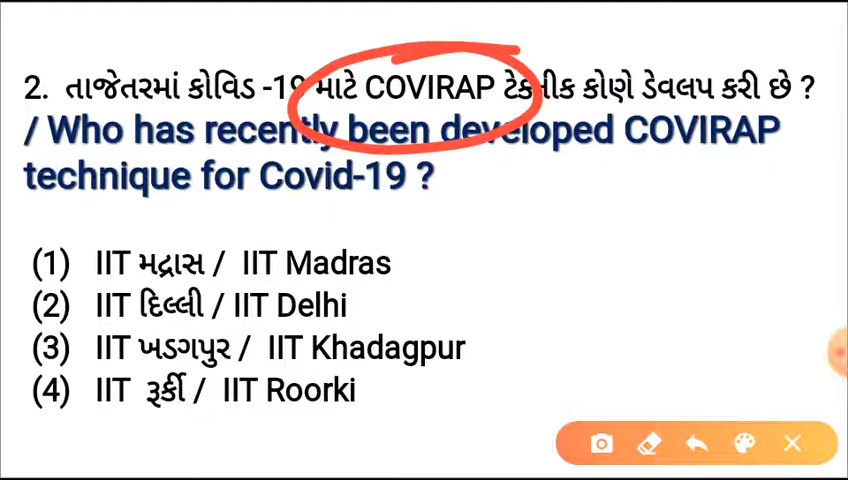 2. તાજેતરમાં કોવિડ -19 માટે COVIRAP ટેકનીક કોણે ડેવલપ કરી છે ?
/ Who has recently been developed COVIRAP
technique for Covid-19 ?
(1) IIT મદ્રાસ / IIT Madras
(2) IIT દિલ્લી / IIT Delhi
(3) IIT ખડગપુર / IIT Khadagpur
(4) IIT રૂર્કી / IIT Roorki